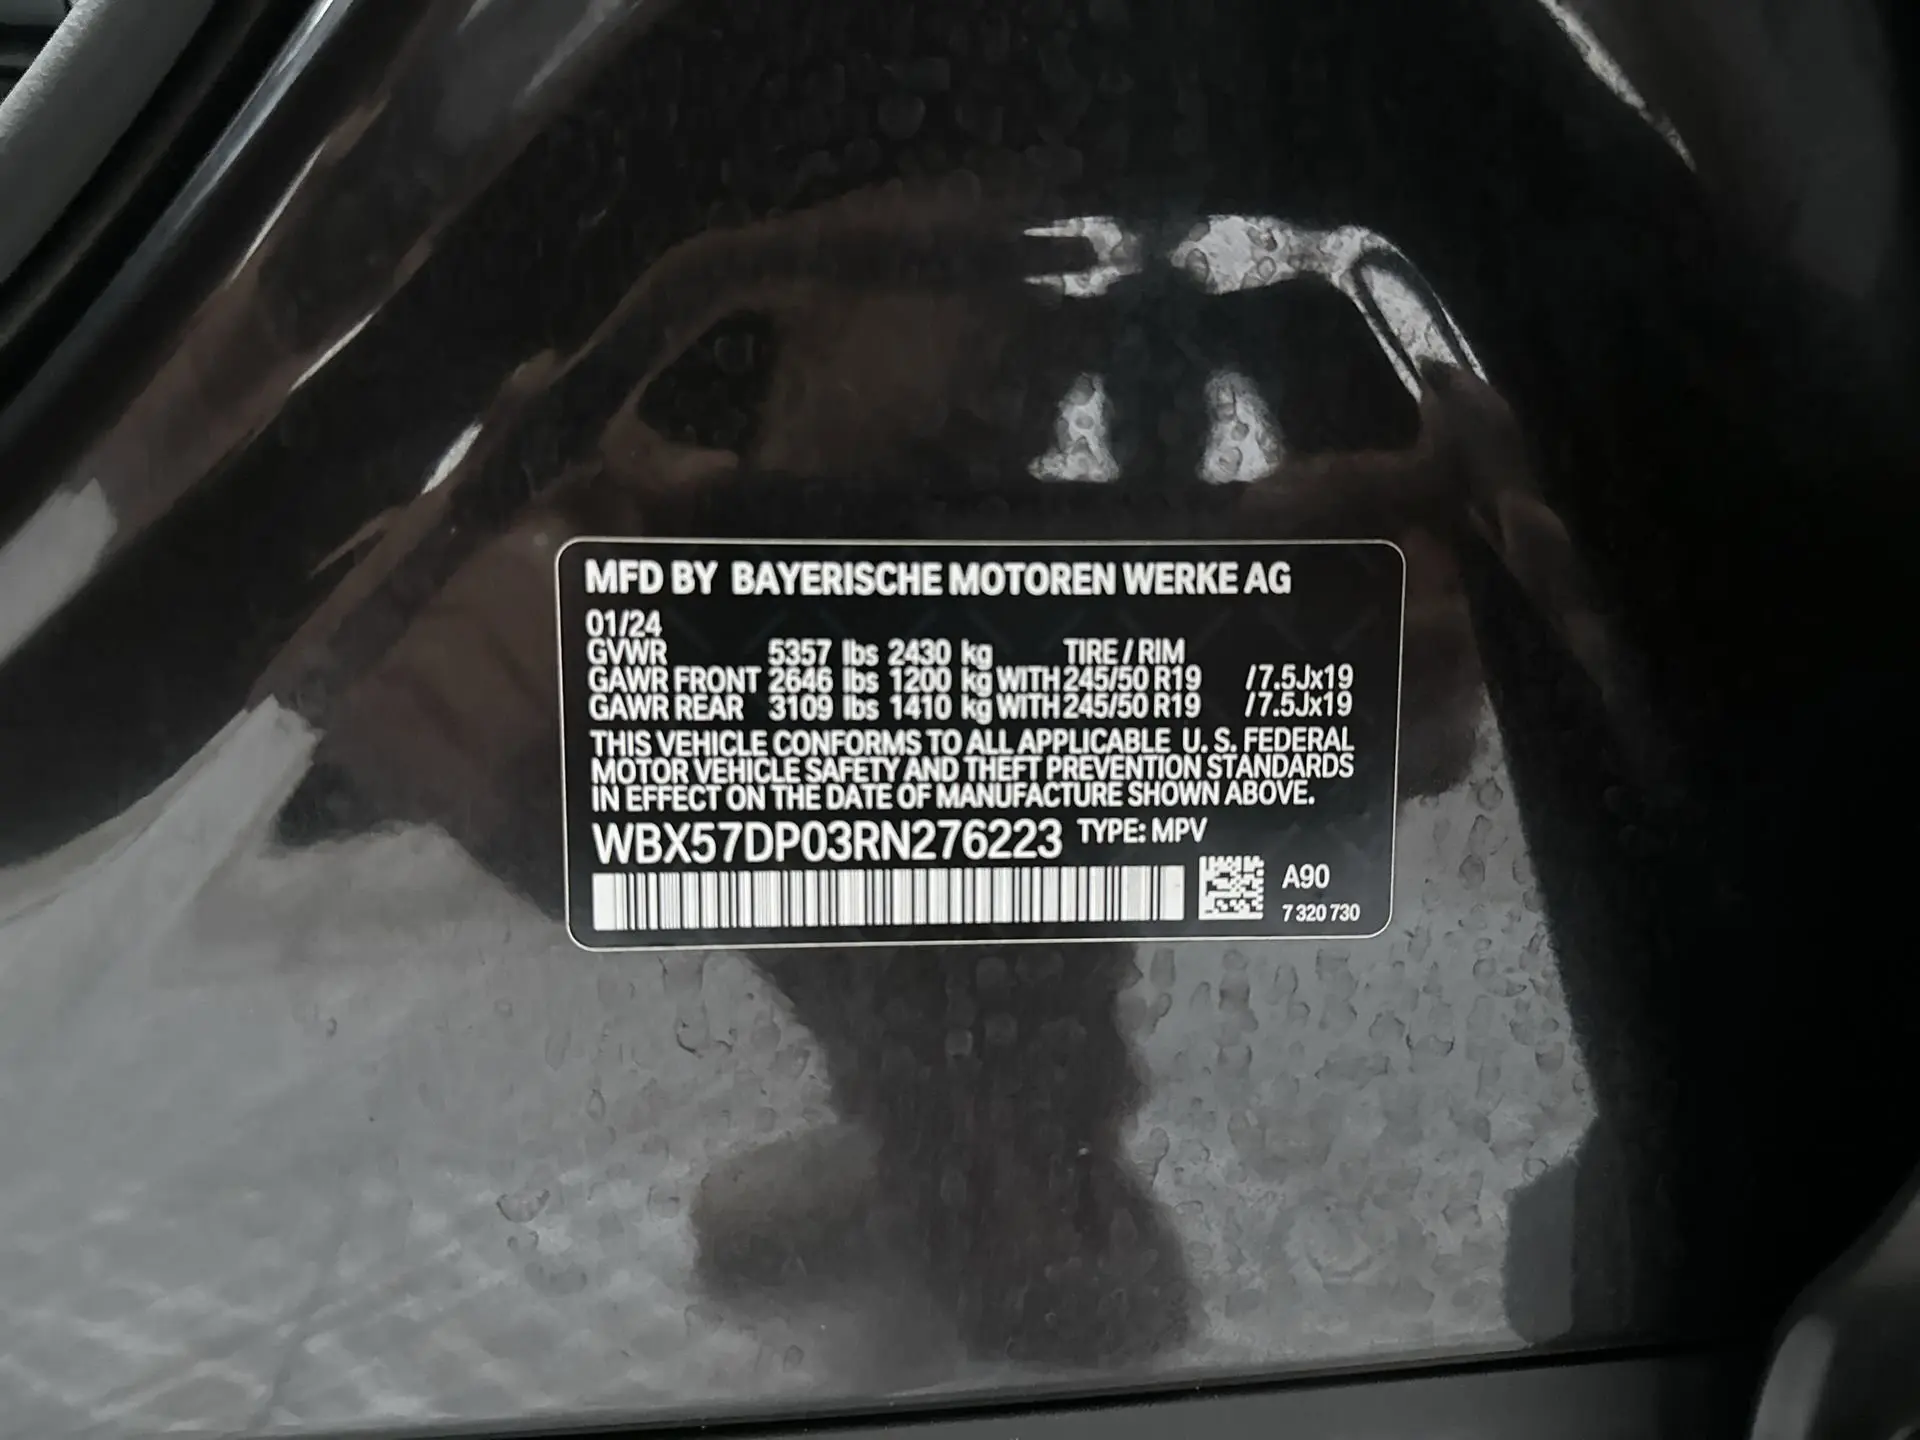 MFD BY BAYERISCHE MOTOREN WERKE AG
01/24
GVWR 5357 lbs 2430 kg TIRE / RIM
GAWR FRONT 2646 lbs 1200 kg WITH 245/50 R19 /7.5Jx19
GAWR REAR 3109 lbs 1410 kg WITH 245/50 R19 /7.5Jx19
THIS VEHICLE CONFORMS TO ALL APPLICABLE U. S. FEDERAL
MOTOR VEHICLE SAFETY AND THEFT PREVENTION STANDARDS
IN EFFECT ON THE DATE OF MANUFACTURE SHOWN ABOVE.
WBX57DP03RN276223 TYPE: MPV
A90
7 320 730